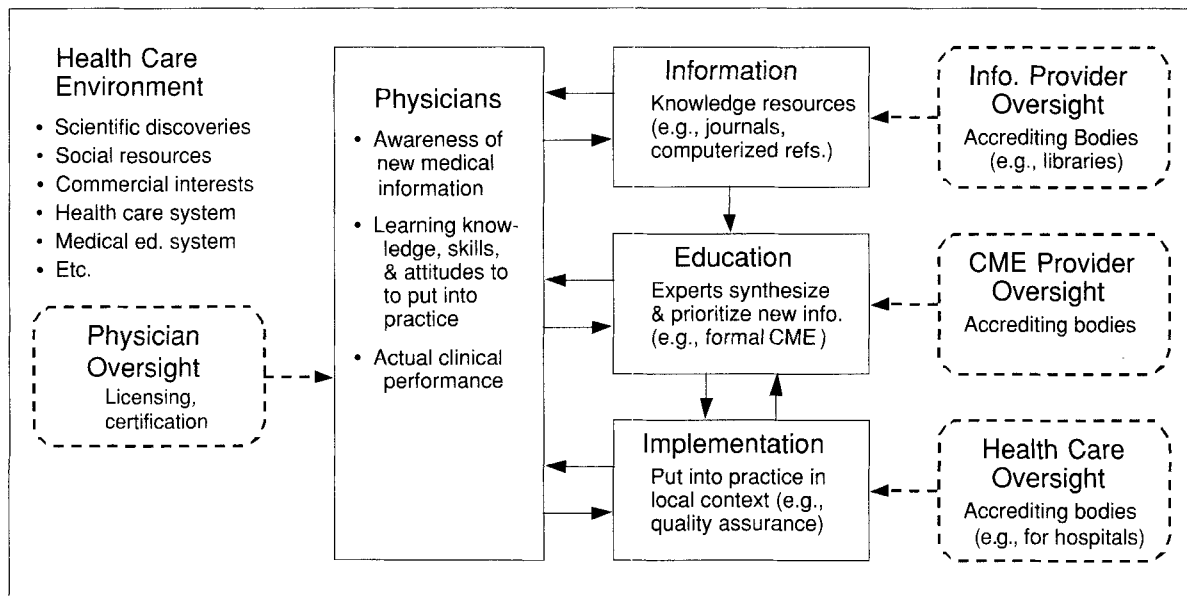 Health Care
Environment
• Scientific discoveries
• Social resources
• Commercial interests
• Health care system
• Medical ed. system
• Etc.
Physician
Oversight
Licensing,
certification
Physicians
• Awareness of
new medical
information
• Learning know-
ledge, skills,
& attitudes to
to put into
practice
• Actual clinical
performance
Information
Knowledge resources
(e.g., journals,
computerized refs.)
Education
Experts synthesize
& prioritize new info.
(e.g., formal CME)
Implementation
Put into practice in
local context (e.g.,
quality assurance)
Info. Provider
Oversight
Accrediting Bodies
(e.g., libraries)
CME Provider
Oversight
Accrediting bodies
Health Care
Oversight
Accrediting bodies
(e.g., for hospitals)